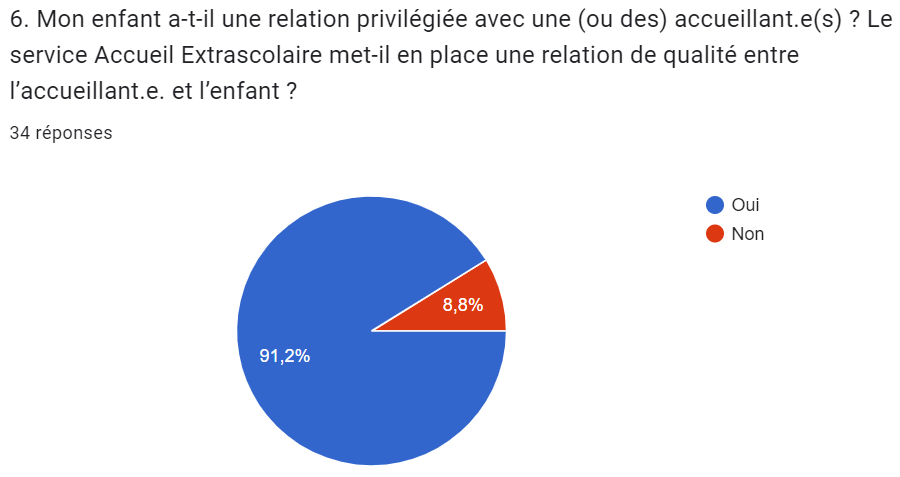 6. Mon enfant a-t-il une relation privilégiée avec une (ou des) accueillant.e(s) ? Le
service Accueil Extrascolaire met-il en place une relation de qualité entre
l’accueillant.e. et l’enfant ?
34 réponses
Oui
Non
8,8%
91,2%